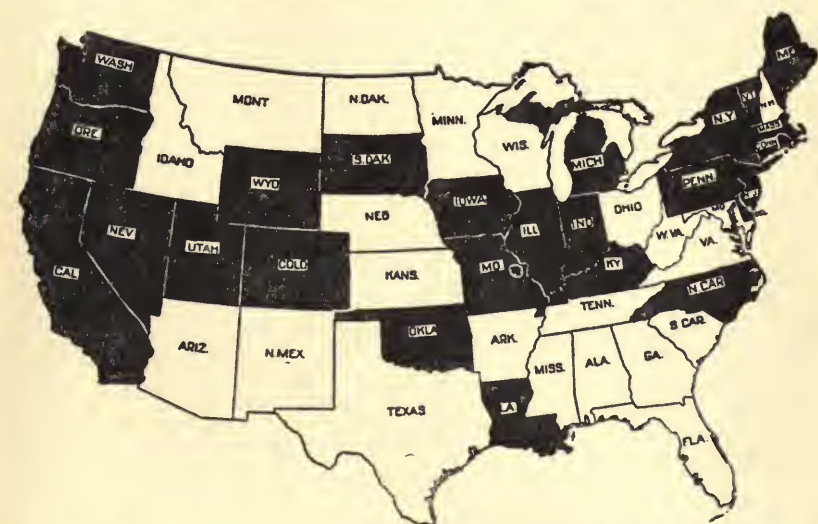 WASH
MONT
N.DAK.
MINN.
ME
ORE
IDAHO
WYO
S.DAK
WIS.
MICH
N.Y
VT
N.H
MASS
CONN
NEV
UTAH
COLO
NEB
IOWA
ILL
IND
OHIO
PENN.
N.J.
CAL
KANS.
MO
KY
W.VA.
VA.
ARIZ.
N.MEX.
OKLA
ARK.
TENN.
N.CAR
S.CAR
TEXAS
LA
MISS.
ALA.
GA.
FLA.